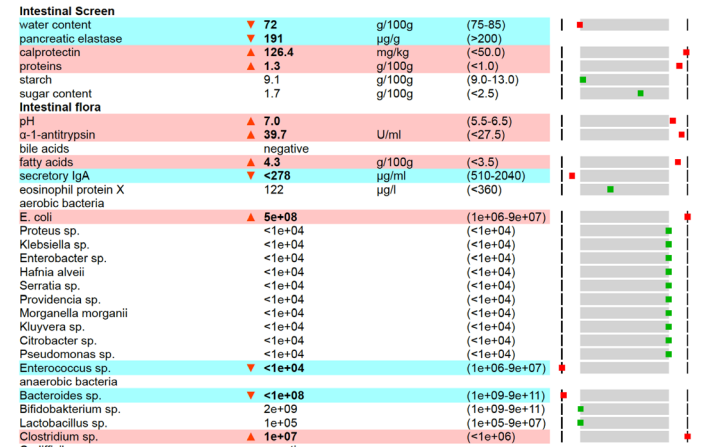 Intestinal Screen
water content ▼ 72 g/100g (75-85)
pancreatic elastase ▼ 191 µg/g (>200)
calprotectin ▲ 126.4 mg/kg (<50.0)
proteins ▲ 1.3 g/100g (<1.0)
starch 9.1 g/100g (9.0-13.0)
sugar content 1.7 g/100g (<2.5)
Intestinal flora
pH ▲ 7.0 (5.5-6.5)
α-1-antitrypsin ▲ 39.7 U/ml (<27.5)
bile acids negative
fatty acids ▲ 4.3 g/100g (<3.5)
secretory IgA ▼ <278 µg/ml (510-2040)
eosinophil protein X 122 µg/l (<360)
aerobic bacteria
E. coli ▲ 5e+08 (1e+06-9e+07)
Proteus sp. <1e+04 (<1e+04)
Klebsiella sp. <1e+04 (<1e+04)
Enterobacter sp. <1e+04 (<1e+04)
Hafnia alveii <1e+04 (<1e+04)
Serratia sp. <1e+04 (<1e+04)
Providencia sp. <1e+04 (<1e+04)
Morganella morganii <1e+04 (<1e+04)
Kluyvera sp. <1e+04 (<1e+04)
Citrobacter sp. <1e+04 (<1e+04)
Pseudomonas sp. <1e+04 (<1e+04)
Enterococcus sp. ▼ <1e+04 (1e+06-9e+07)
anaerobic bacteria
Bacteroides sp. ▼ <1e+08 (1e+09-9e+11)
Bifidobakterium sp. 2e+09 (1e+09-9e+11)
Lactobacillus sp. 1e+05 (1e+05-9e+07)
Clostridium sp. ▲ 1e+07 (<1e+06)